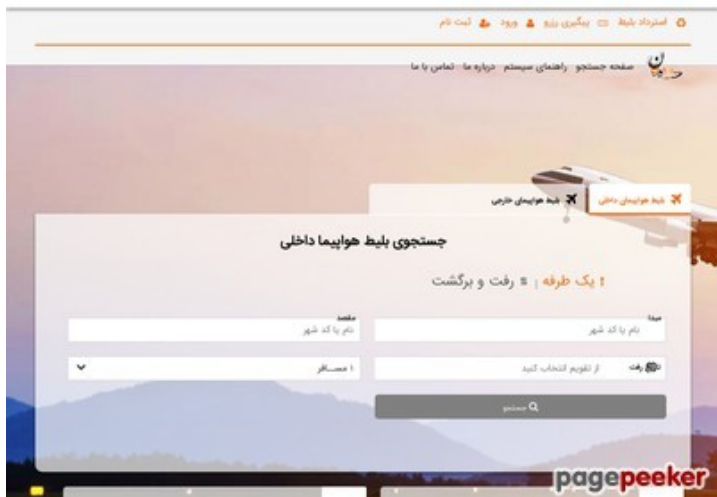 استرداد بلیط پیگیری رزرو ورود ثبت نام
صفحه جستجو راهنمای سیستم درباره ما تماس با ما
بلیط هواپیمای داخلی بلیط هواپیمای خارجی
جستجوی بلیط هواپیما داخلی
یک طرفه | رفت و برگشت
مبدا مقصد
نام یا کد شهر نام یا کد شهر
رفت از تقویم انتخاب کنید ۱ مســافر
جستجو
pagepeeker